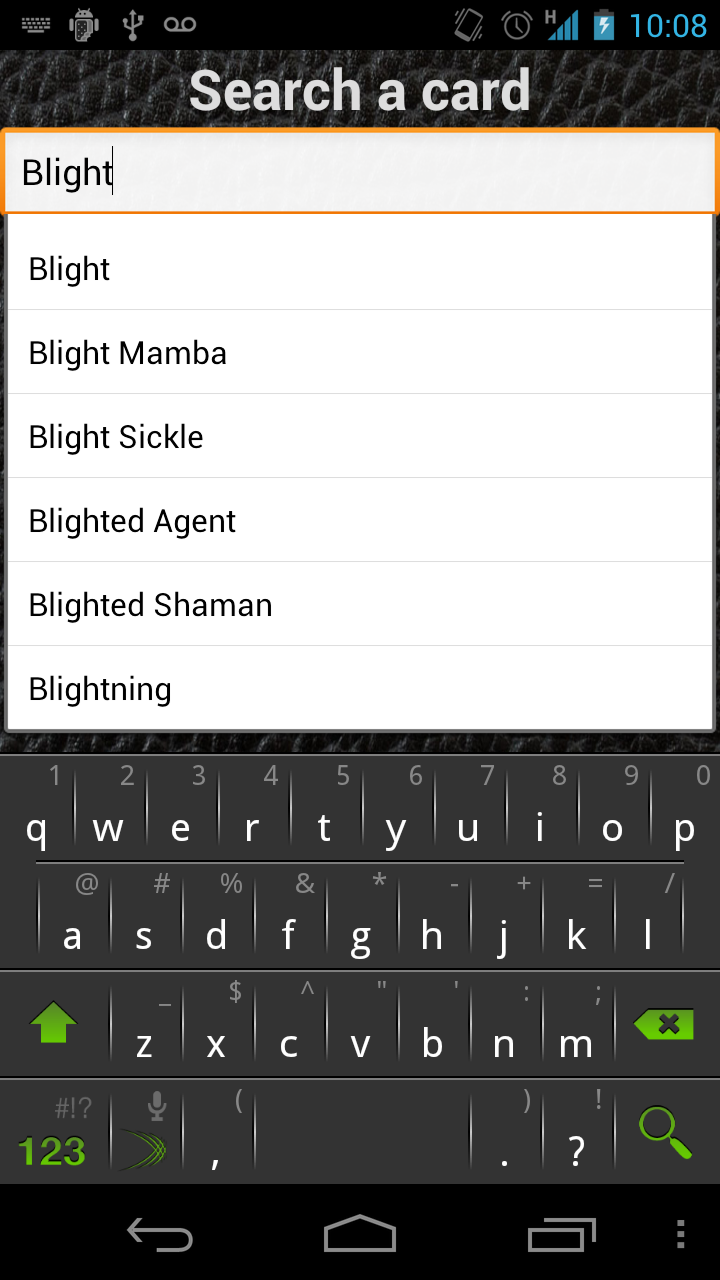 H 10:08
Search a card
Blight
Blight
Blight Mamba
Blight Sickle
Blighted Agent
Blighted Shaman
Blightning
1 2 3 4 5 6 7 8 9 0
q w e r t y u i o p
@ # % & * - + = /
a s d f g h j k l
_ $ ^ " ' : ;
z x c v b n m
#!? ( ) !
123 , . ?